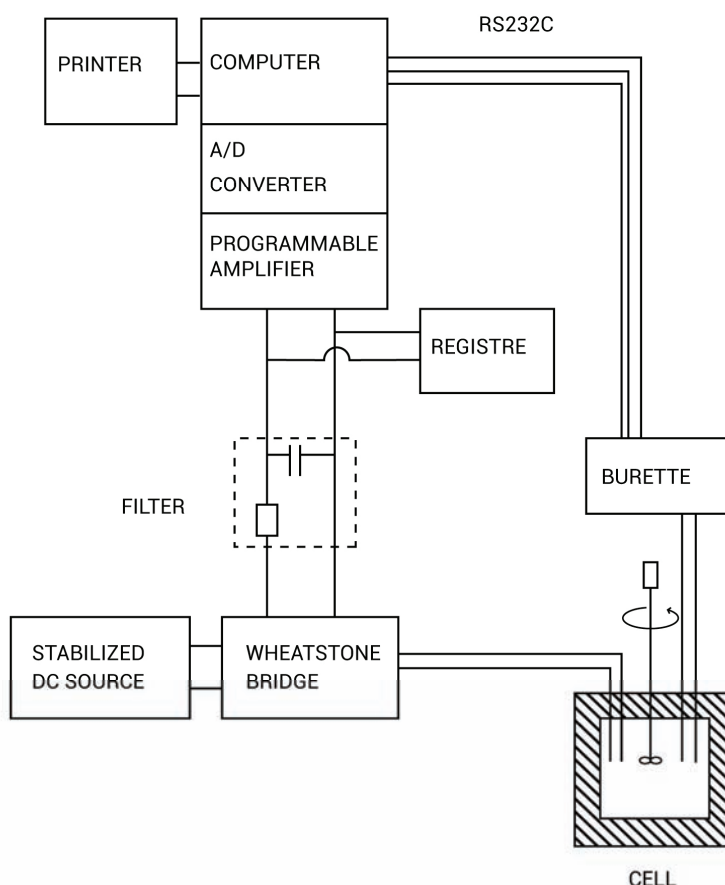 RS232C
PRINTER
COMPUTER
A/D
CONVERTER
PROGRAMMABLE
AMPLIFIER
REGISTRE
BURETTE
FILTER
STABILIZED
DC SOURCE
WHEATSTONE
BRIDGE
CELL